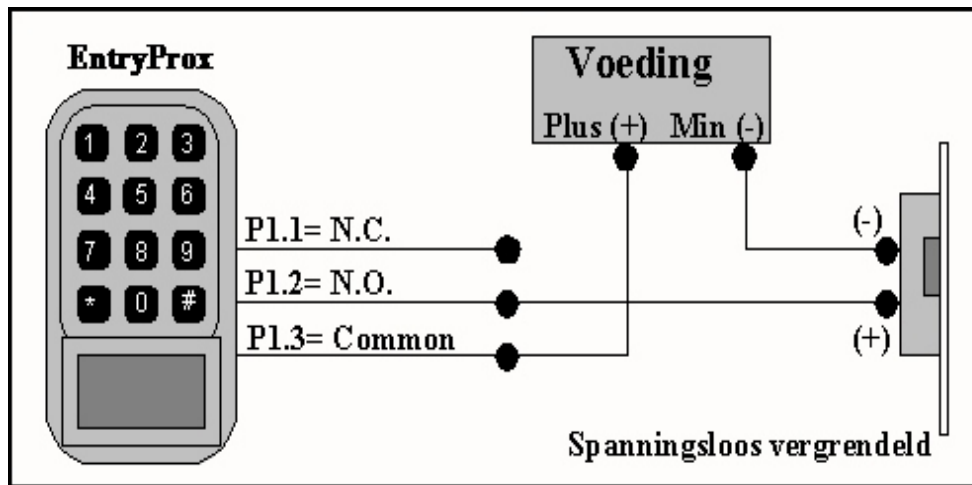 EntryProx
Voeding
Plus (+) Min (-)
1 2 3
4 5 6
7 8 9
* 0 #
P1.1= N.C.
P1.2= N.O.
P1.3= Common
(-)
(+)
Spanningsloos vergrendeld